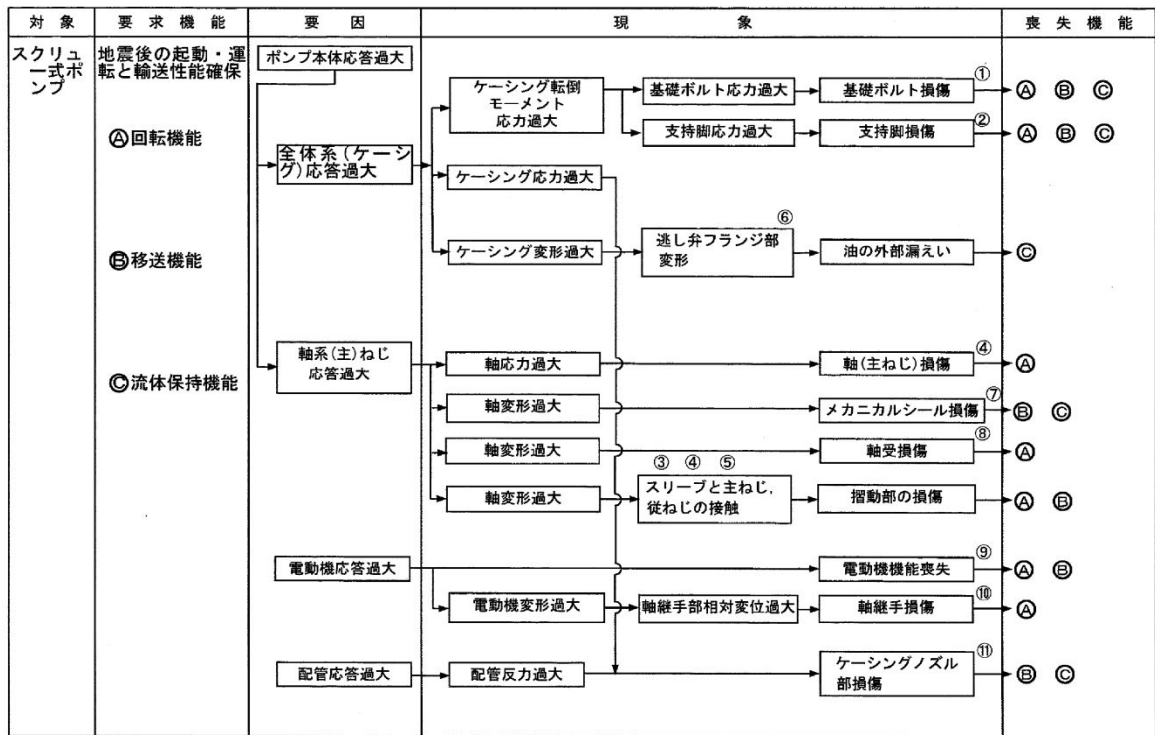 対象 要求機能 要因 現象 喪失機能
スクリュ
ー式ポ
ンプ
地震後の起動・運
転と輸送性能確保
Ⓐ回転機能
Ⓑ移送機能
Ⓒ流体保持機能
ポンプ本体応答過大
全体系(ケーシン
グ)応答過大
ケーシング転倒
モーメント
応力過大
基礎ボルト応力過大
①
基礎ボルト損傷
Ⓐ Ⓑ Ⓒ
支持脚応力過大
②
支持脚損傷
Ⓐ Ⓑ Ⓒ
ケーシング応力過大
ケーシング変形過大
⑥
逃し弁フランジ部
変形
油の外部漏えい
Ⓒ
軸系(主)ねじ
応答過大
軸応力過大
④
軸(主ねじ)損傷
Ⓐ
軸変形過大
⑦
メカニカルシール損傷
Ⓑ Ⓒ
軸変形過大
⑧
軸受損傷
Ⓐ
軸変形過大
③ ④ ⑤
スリーブと主ねじ,
従ねじの接触
摺動部の損傷
Ⓐ Ⓑ
電動機応答過大
⑨
電動機機能喪失
Ⓐ Ⓑ
電動機変形過大
軸継手部相対変位過大
⑩
軸継手損傷
Ⓐ
配管応答過大
配管反力過大
⑪
ケーシングノズル
部損傷
Ⓑ Ⓒ